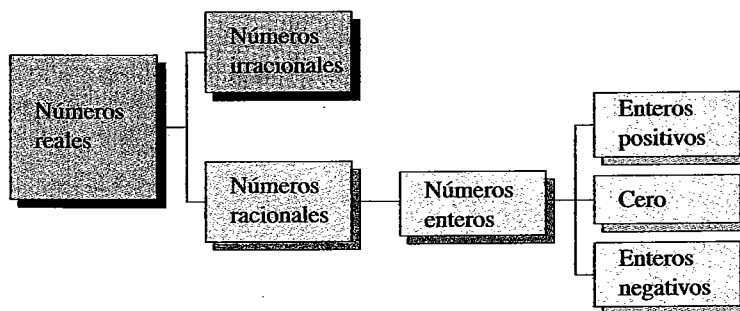 Números
reales
Números
irracionales
Números
racionales
Números
enteros
Enteros
positivos
Cero
Enteros
negativos